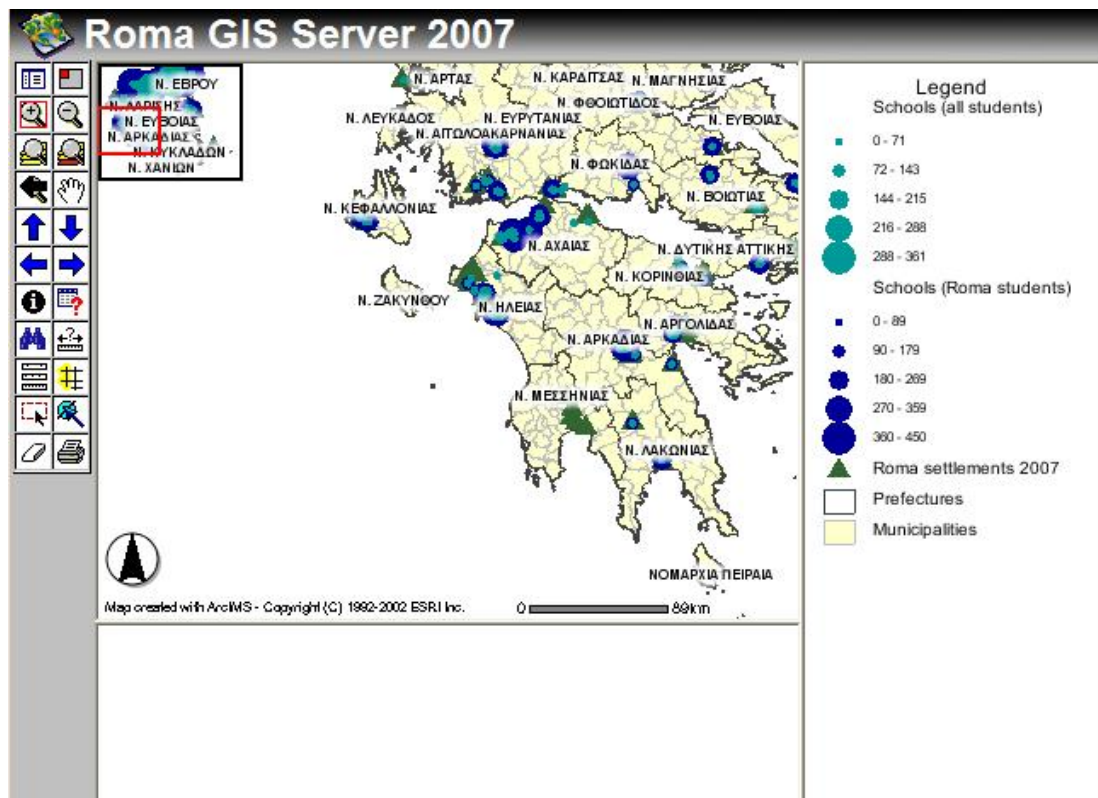 Roma GIS Server 2007
Ν. ΕΒΡΟΥ
Ν. ΛΑΡΙΣΗΣ
Ν. ΕΥΒΟΙΑΣ
Ν. ΑΡΚΑΔΙΑΣ
Ν. ΚΥΚΛΑΔΩΝ
Ν. ΧΑΝΙΩΝ
Ν. ΑΡΤΑΣ
Ν. ΚΑΡΔΙΤΣΑΣ
Ν. ΜΑΓΝΗΣΙΑΣ
Ν. ΦΘΙΩΤΙΔΟΣ
Ν. ΛΕΥΚΑΔΟΣ
Ν. ΕΥΡΥΤΑΝΙΑΣ
Ν. ΕΥΒΟΙΑΣ
Ν. ΑΙΤΩΛΟΑΚΑΡΝΑΝΙΑΣ
Ν. ΦΩΚΙΔΑΣ
Ν. ΒΟΙΩΤΙΑΣ
Ν. ΚΕΦΑΛΛΟΝΙΑΣ
Ν. ΑΧΑΙΑΣ
Ν. ΔΥΤΙΚΗΣ ΑΤΤΙΚΗΣ
Ν. ΚΟΡΙΝΘΙΑΣ
Ν. ΖΑΚΥΝΘΟΥ
Ν. ΗΛΕΙΑΣ
Ν. ΑΡΓΟΛΙΔΑΣ
Ν. ΑΡΚΑΔΙΑΣ
Ν. ΜΕΣΣΗΝΙΑΣ
Ν. ΛΑΚΩΝΙΑΣ
ΝΟΜΑΡΧΙΑ ΠΕΙΡΑΙΑ
Map created with ArcIMS - Copyright (C) 1992-2002 ESRI Inc.
0 89km
Legend
Schools (all students)
0 - 71
72 - 143
144 - 215
216 - 288
288 - 361
Schools (Roma students)
0 - 89
90 - 179
180 - 269
270 - 359
360 - 450
Roma settlements 2007
Prefectures
Municipalities